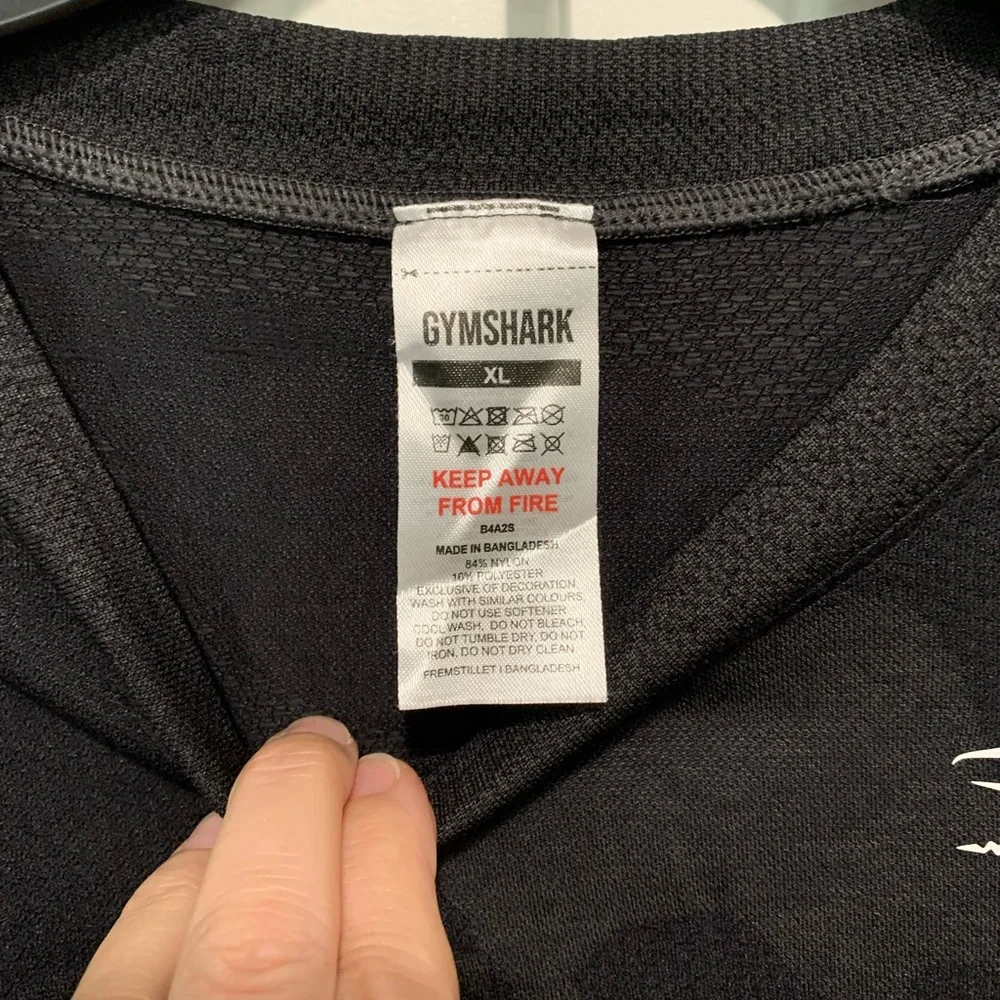 GYMSHARK
XL
30
KEEP AWAY
FROM FIRE
B4A2S
MADE IN BANGLADESH
84% NYLON
16% POLYESTER
EXCLUSIVE OF DECORATION
WASH WITH SIMILAR COLOURS,
DO NOT USE SOFTENER
COOL WASH, DO NOT BLEACH,
DO NOT TUMBLE DRY, DO NOT
IRON, DO NOT DRY CLEAN
FREMSTILLET I BANGLADESH